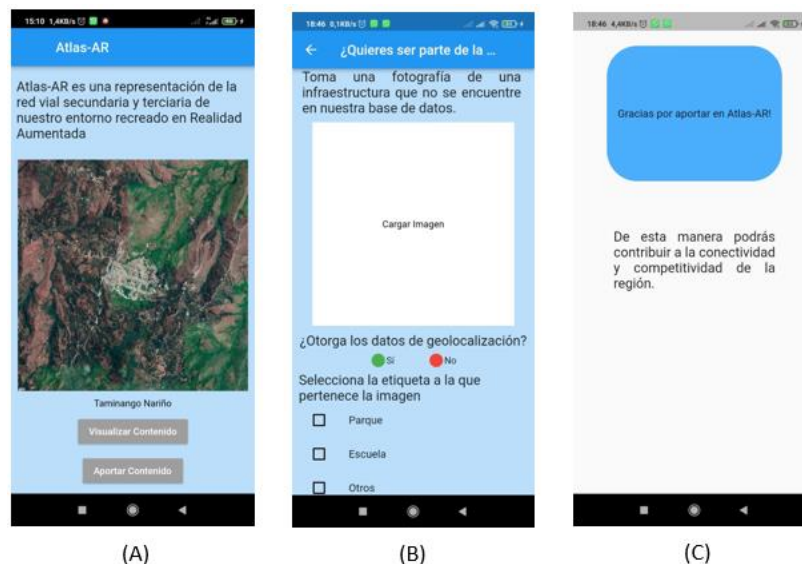 15:10 1,4KB/s
Atlas-AR
Atlas-AR es una representación de la
red vial secundaria y terciaria de
nuestro entorno recreado en Realidad
Aumentada
Taminango Nariño
Visualizar Contenido
Aportar Contenido
(A)
18:46 0,1KB/s
¿Quieres ser parte de la ...
Toma una fotografía de una
infraestructura que no se encuentre
en nuestra base de datos.
Cargar Imagen
¿Otorga los datos de geolocalización?
Sí No
Selecciona la etiqueta a la que
pertenece la imagen
Parque
Escuela
Otros
(B)
18:46 4,4KB/s
Gracias por aportar en Atlas-AR!
De esta manera podrás
contribuir a la conectividad
y competitividad de la
región.
(C)